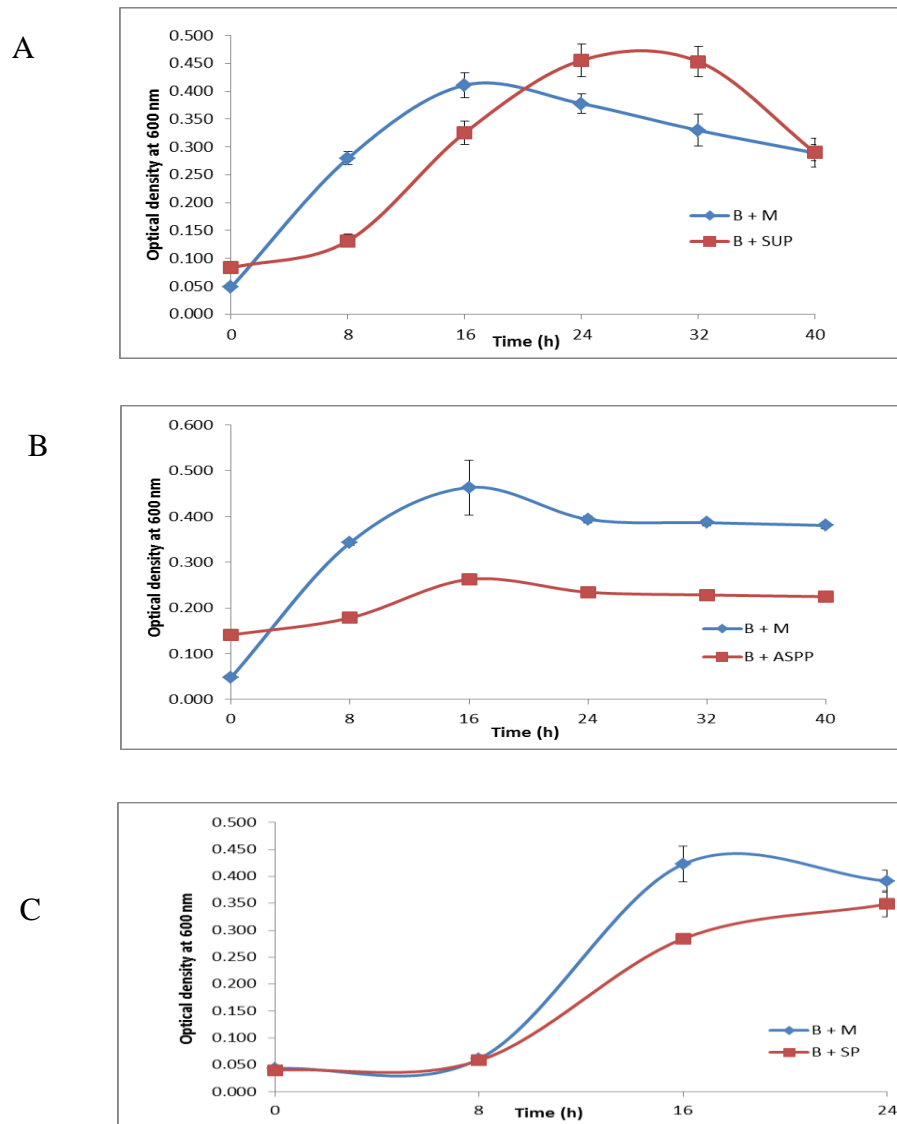 A
Optical density at 600 nm
0.500
0.450
0.400
0.350
0.300
0.250
0.200
0.150
0.100
0.050
0.000
B + M
B + SUP
0 8 16 24 32 40
Time (h)
B
Optical density at 600 nm
0.600
0.500
0.400
0.300
0.200
0.100
0.000
B + M
B + ASPP
0 8 16 24 32 40
Time (h)
C
Optical density at 600 nm
0.500
0.450
0.400
0.350
0.300
0.250
0.200
0.150
0.100
0.050
0.000
B + M
B + SP
0 8 16 24
Time (h)